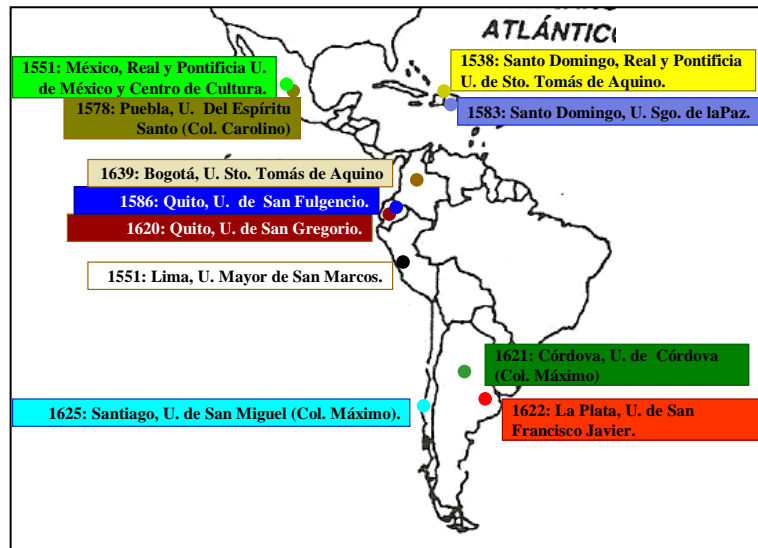 ATLÁNTIC
1551: México, Real y Pontificia U.
de México y Centro de Cultura.
1578: Puebla, U. Del Espíritu
Santo (Col. Carolino)
1538: Santo Domingo, Real y Pontificia
U. de Sto. Tomás de Aquino.
1583: Santo Domingo, U. Sgo. de laPaz.
1639: Bogotá, U. Sto. Tomás de Aquino
1586: Quito, U. de San Fulgencio.
1620: Quito, U. de San Gregorio.
1551: Lima, U. Mayor de San Marcos.
1621: Córdova, U. de Córdova
(Col. Máximo)
1625: Santiago, U. de San Miguel (Col. Máximo).
1622: La Plata, U. de San
Francisco Javier.